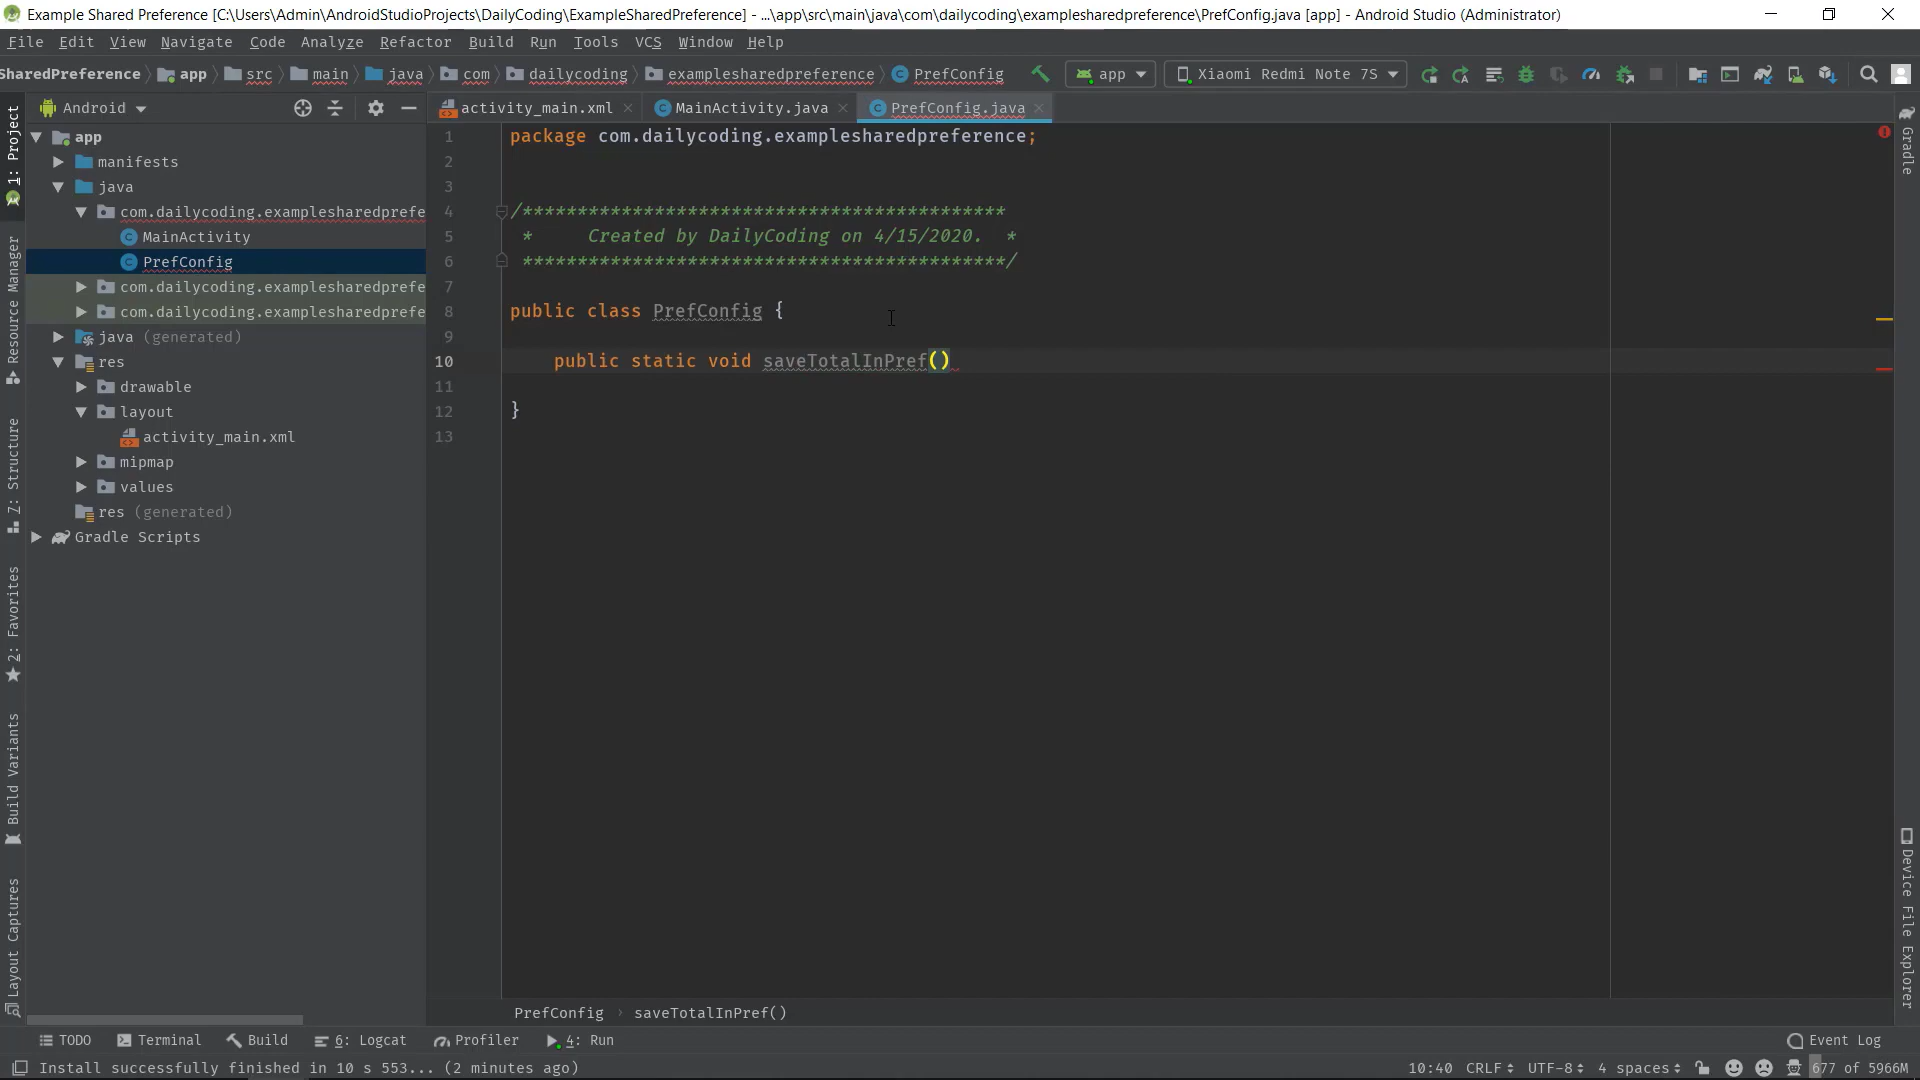 Example Shared Preference [C:\Users\Admin\AndroidStudioProjects\DailyCoding\ExampleSharedPreference] - ...\app\src\main\java\com\dailycoding\examplesharedpreference\PrefConfig.java [app] - Android Studio (Administrator)
File Edit View Navigate Code Analyze Refactor Build Run Tools VCS Window Help
SharedPreference app src main java com dailycoding examplesharedpreference PrefConfig app Xiaomi Redmi Note 7S
Android activity_main.xml MainActivity.java PrefConfig.java
1: Project
Resource Manager
Z: Structure
2: Favorites
Build Variants
Layout Captures
app
manifests
java
com.dailycoding.examplesharedprefe
MainActivity
PrefConfig
com.dailycoding.examplesharedprefe
com.dailycoding.examplesharedprefe
java (generated)
res
drawable
layout
activity_main.xml
mipmap
values
res (generated)
Gradle Scripts
1 package com.dailycoding.examplesharedpreference;
2
3
4 /********************************************
5 *     Created by DailyCoding on 4/15/2020.  *
6 ********************************************/
7
8 public class PrefConfig {
9
10     public static void saveTotalInPref()
11
12 }
13
Gradle
Device File Explorer
PrefConfig › saveTotalInPref()
TODO Terminal Build 6: Logcat Profiler 4: Run Event Log
Install successfully finished in 10 s 553... (2 minutes ago) 10:40 CRLF UTF-8 4 spaces 677 of 5966M